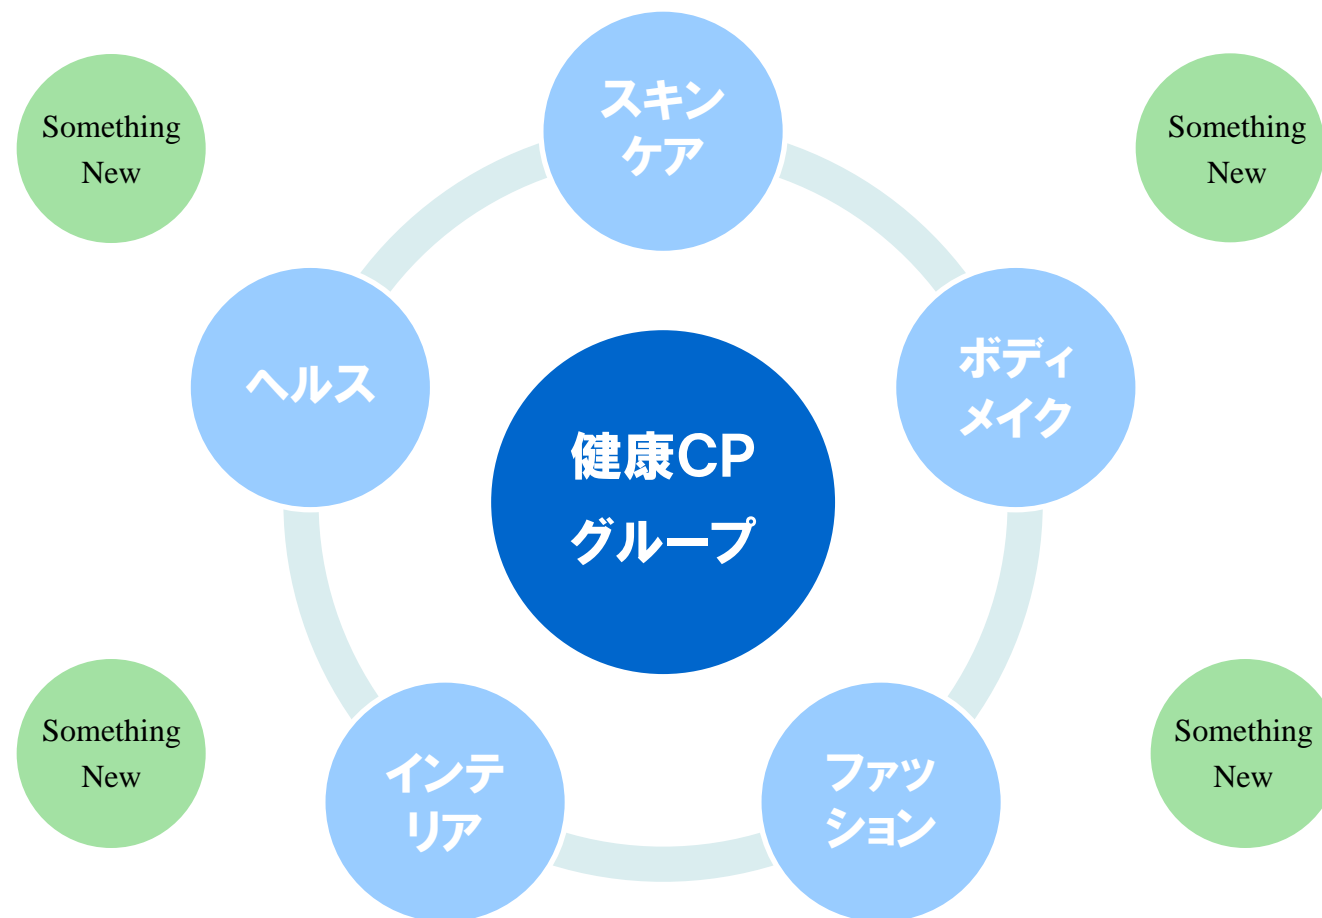 スキン
ケア
Something
New
Something
New
ヘルス
ボディ
メイク
健康CP
グループ
Something
New
インテ
リア
ファッ
ション
Something
New